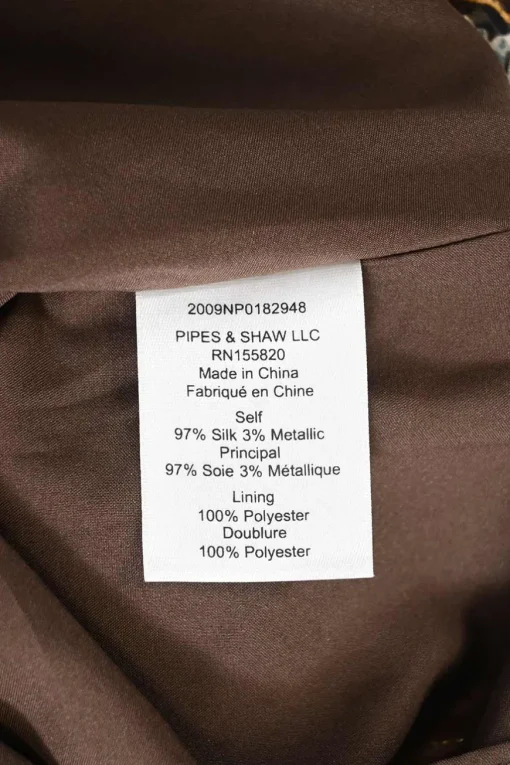 2009NP0182948
PIPES & SHAW LLC
RN155820
Made in China
Fabriqué en Chine
Self
97% Silk 3% Metallic
Principal
97% Soie 3% Métallique
Lining
100% Polyester
Doublure
100% Polyester